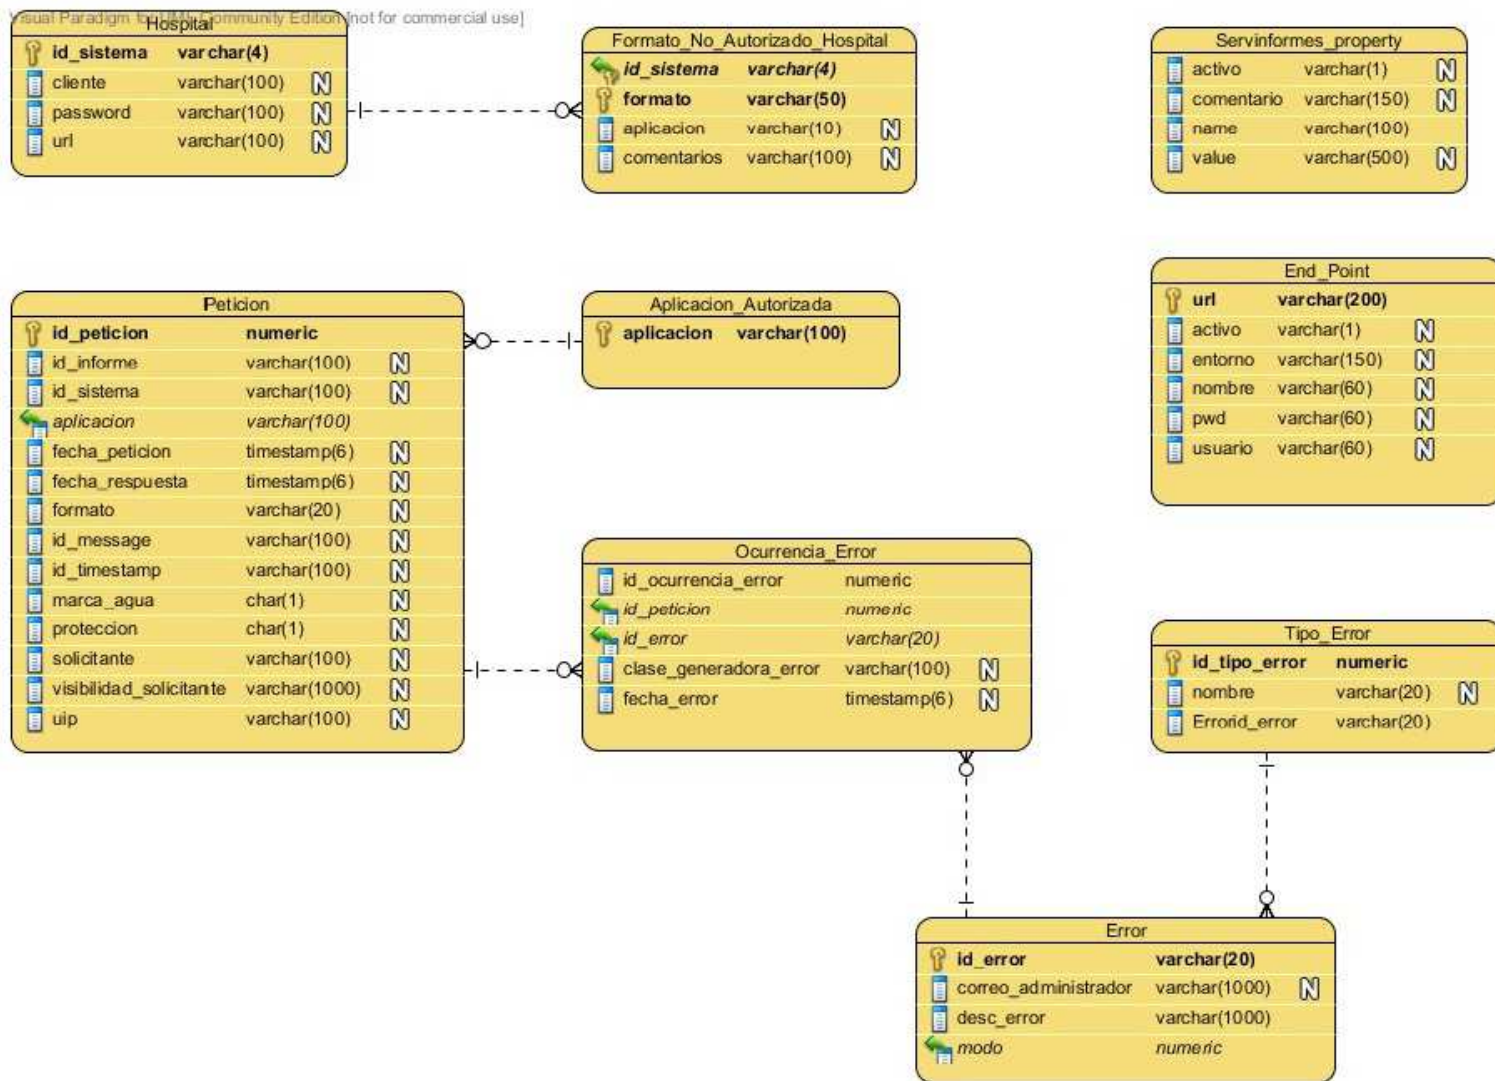 Visual Paradigm for UML Community Edition [not for commercial use]
Hospital
id_sistema varchar(4)
cliente varchar(100) N
password varchar(100) N
url varchar(100) N
Formato_No_Autorizado_Hospital
id_sistema varchar(4)
formato varchar(50)
aplicacion varchar(10) N
comentarios varchar(100) N
Servinformes_property
activo varchar(1) N
comentario varchar(150) N
name varchar(100)
value varchar(500) N
Peticion
id_peticion numeric
id_informe varchar(100) N
id_sistema varchar(100) N
aplicacion varchar(100)
fecha_peticion timestamp(6) N
fecha_respuesta timestamp(6) N
formato varchar(20) N
id_message varchar(100) N
id_timestamp varchar(100) N
marca_agua char(1) N
proteccion char(1) N
solicitante varchar(100) N
visibilidad_solicitante varchar(1000) N
uip varchar(100) N
Aplicacion_Autorizada
aplicacion varchar(100)
End_Point
url varchar(200)
activo varchar(1) N
entorno varchar(150) N
nombre varchar(60) N
pwd varchar(60) N
usuario varchar(60) N
Ocurrencia_Error
id_ocurrencia_error numeric
id_peticion numeric
id_error varchar(20)
clase_generadora_error varchar(100) N
fecha_error timestamp(6) N
Tipo_Error
id_tipo_error numeric
nombre varchar(20) N
Errorid_error varchar(20)
Error
id_error varchar(20)
correo_administrador varchar(1000) N
desc_error varchar(1000)
modo numeric